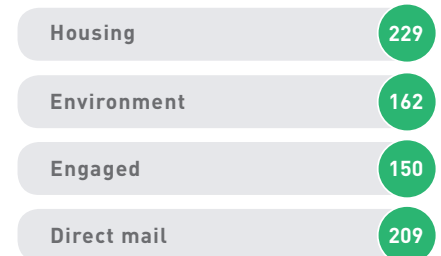 Housing 229
Environment 162
Engaged 150
Direct mail 209